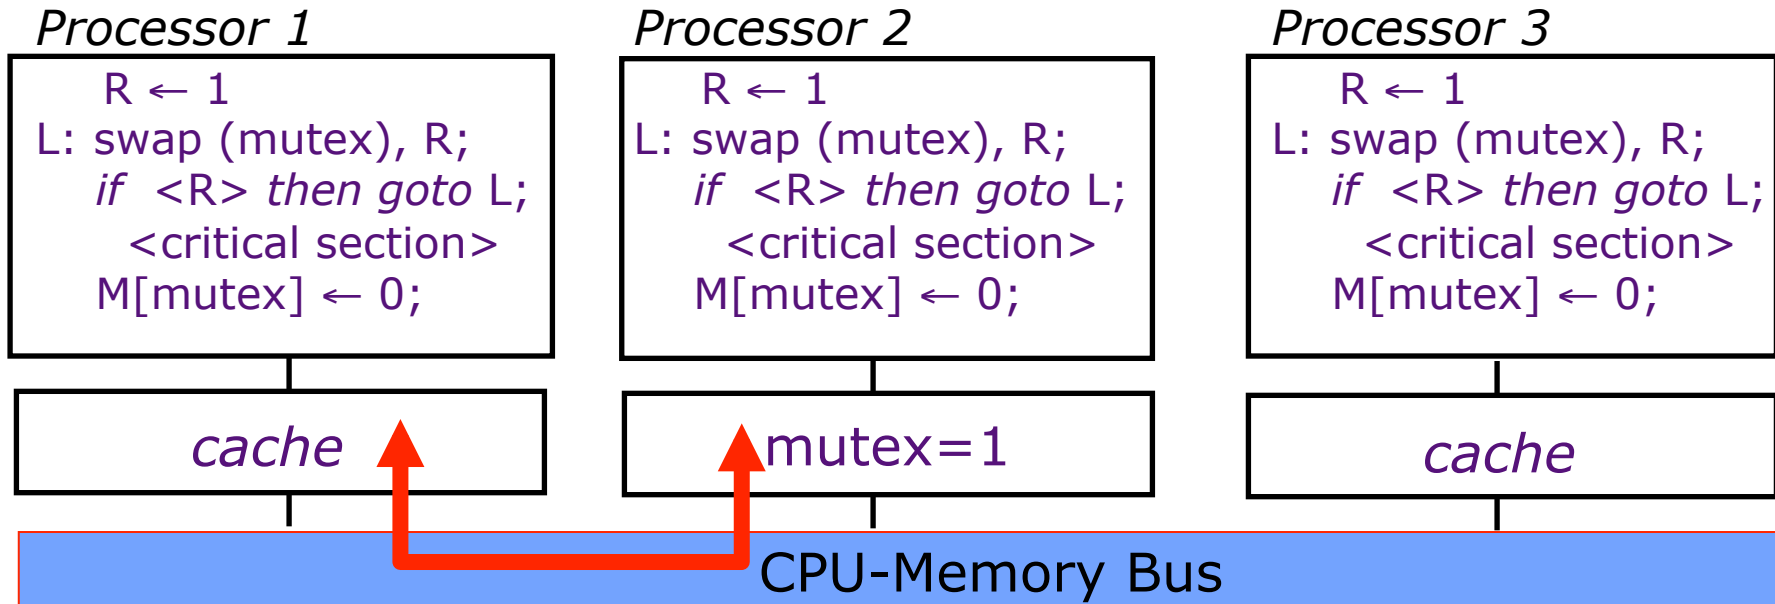 Processor 1
R ← 1
L: swap (mutex), R;
if <R> then goto L;
<critical section>
M[mutex] ← 0;
cache
Processor 2
R ← 1
L: swap (mutex), R;
if <R> then goto L;
<critical section>
M[mutex] ← 0;
mutex=1
Processor 3
R ← 1
L: swap (mutex), R;
if <R> then goto L;
<critical section>
M[mutex] ← 0;
cache
CPU-Memory Bus